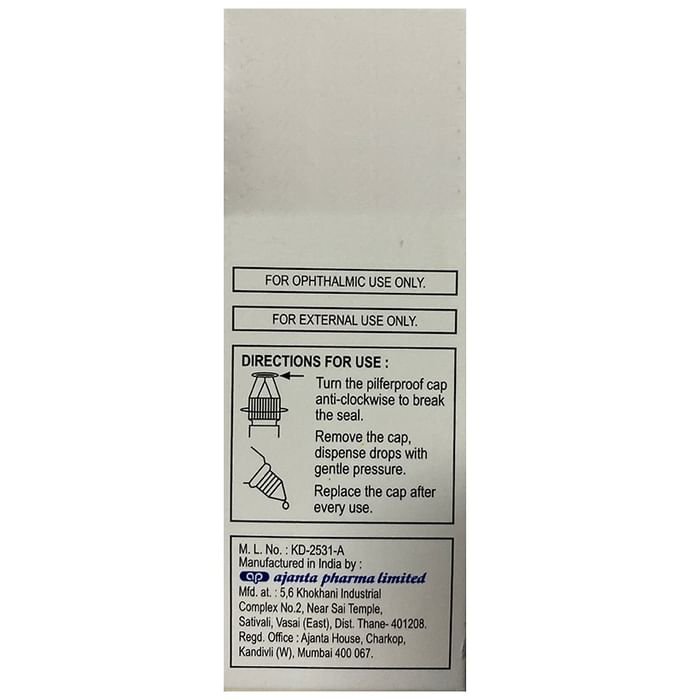 FOR OPHTHALMIC USE ONLY.
FOR EXTERNAL USE ONLY.
DIRECTIONS FOR USE :
Turn the pilferproof cap
anti-clockwise to break
the seal.
Remove the cap,
dispense drops with
gentle pressure.
Replace the cap after
every use.
M. L. No. : KD-2531-A
Manufactured in India by :
ap ajanta pharma limited
Mfd. at. : 5,6 Khokhani Industrial
Complex No.2, Near Sai Temple,
Sativali, Vasai (East), Dist. Thane- 401208.
Regd. Office : Ajanta House, Charkop,
Kandivli (W), Mumbai 400 067.